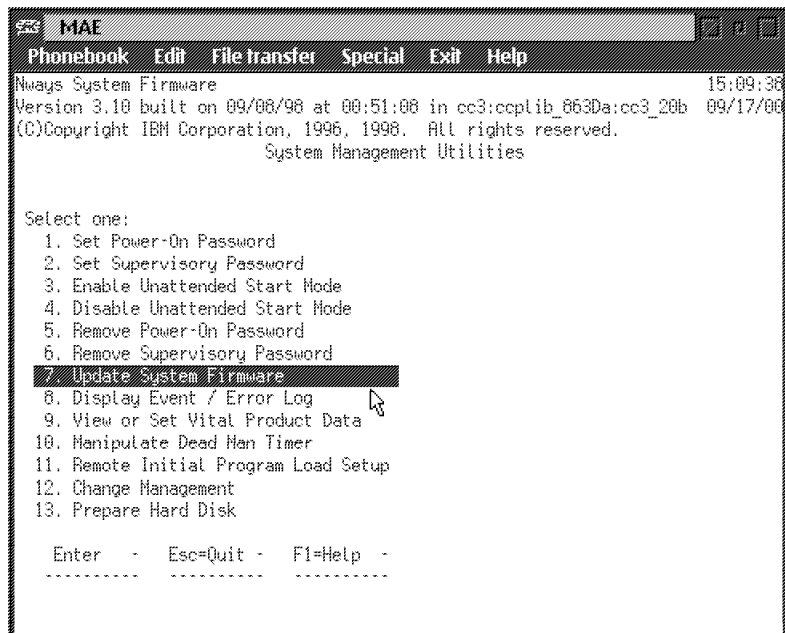 MAE
Phonebook Edit File transfer Special Exit Help
Nways System Firmware 15:09:38
Version 3.10 built on 09/08/98 at 00:51:08 in cc3:ccplib_863Da:cc3_20b 09/17/00
(C)Copyright IBM Corporation, 1996, 1998. All rights reserved.
System Management Utilities
Select one:
1. Set Power-On Password
2. Set Supervisory Password
3. Enable Unattended Start Mode
4. Disable Unattended Start Mode
5. Remove Power-On Password
6. Remove Supervisory Password
7. Update System Firmware
8. Display Event / Error Log
9. View or Set Vital Product Data
10. Manipulate Dead Man Timer
11. Remote Initial Program Load Setup
12. Change Management
13. Prepare Hard Disk
Enter - Esc=Quit - F1=Help -
---------- ---------- ----------